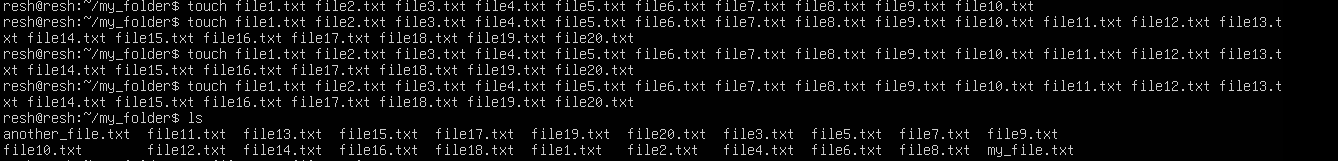 resh@resh:~/my_folder$ touch file1.txt file2.txt file3.txt file4.txt file5.txt file6.txt file7.txt file8.txt file9.txt file10.txt
resh@resh:~/my_folder$ touch file1.txt file2.txt file3.txt file4.txt file5.txt file6.txt file7.txt file8.txt file9.txt file10.txt file11.txt file12.txt file13.t
xt file14.txt file15.txt file16.txt file17.txt file18.txt file19.txt file20.txt
resh@resh:~/my_folder$ touch file1.txt file2.txt file3.txt file4.txt file5.txt file6.txt file7.txt file8.txt file9.txt file10.txt file11.txt file12.txt file13.t
xt file14.txt file15.txt file16.txt file17.txt file18.txt file19.txt file20.txt
resh@resh:~/my_folder$ touch file1.txt file2.txt file3.txt file4.txt file5.txt file6.txt file7.txt file8.txt file9.txt file10.txt file11.txt file12.txt file13.t
xt file14.txt file15.txt file16.txt file17.txt file18.txt file19.txt file20.txt
resh@resh:~/my_folder$ ls
another_file.txt file11.txt file13.txt file15.txt file17.txt file19.txt file20.txt file3.txt file5.txt file7.txt file9.txt
file10.txt file12.txt file14.txt file16.txt file18.txt file1.txt file2.txt file4.txt file6.txt file8.txt my_file.txt